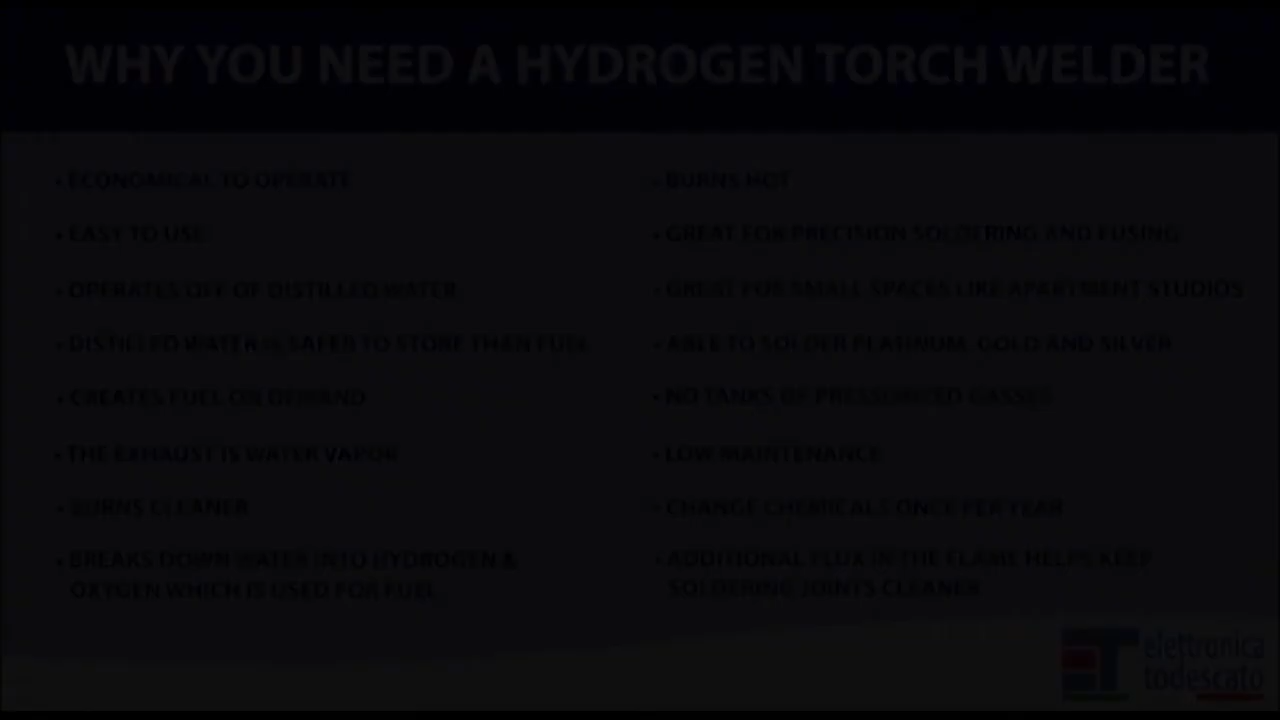 WHY YOU NEED A HYDROGEN TORCH WELDER
• ECONOMICAL TO OPERATE
• EASY TO USE
• OPERATES OFF OF DISTILLED WATER
• DISTILLED WATER IS SAFER TO STORE THAN FUEL
• CREATES FUEL ON DEMAND
• THE EXHAUST IS WATER VAPOR
• BURNS CLEANER
• BREAKS DOWN WATER INTO HYDROGEN &
OXYGEN WHICH IS USED FOR FUEL
• BURNS HOT
• GREAT FOR PRECISION SOLDERING AND FUSING
• GREAT FOR SMALL SPACES LIKE APARTMENT STUDIOS
• ABLE TO SOLDER PLATINUM, GOLD AND SILVER
• NO TANKS OF PRESSURIZED GASSES
• LOW MAINTENANCE
• CHANGE CHEMICALS ONCE PER YEAR
• ADDITIONAL FLUX IN THE FLAME HELPS KEEP
SOLDERING JOINTS CLEANER
ET elettronica
todescato